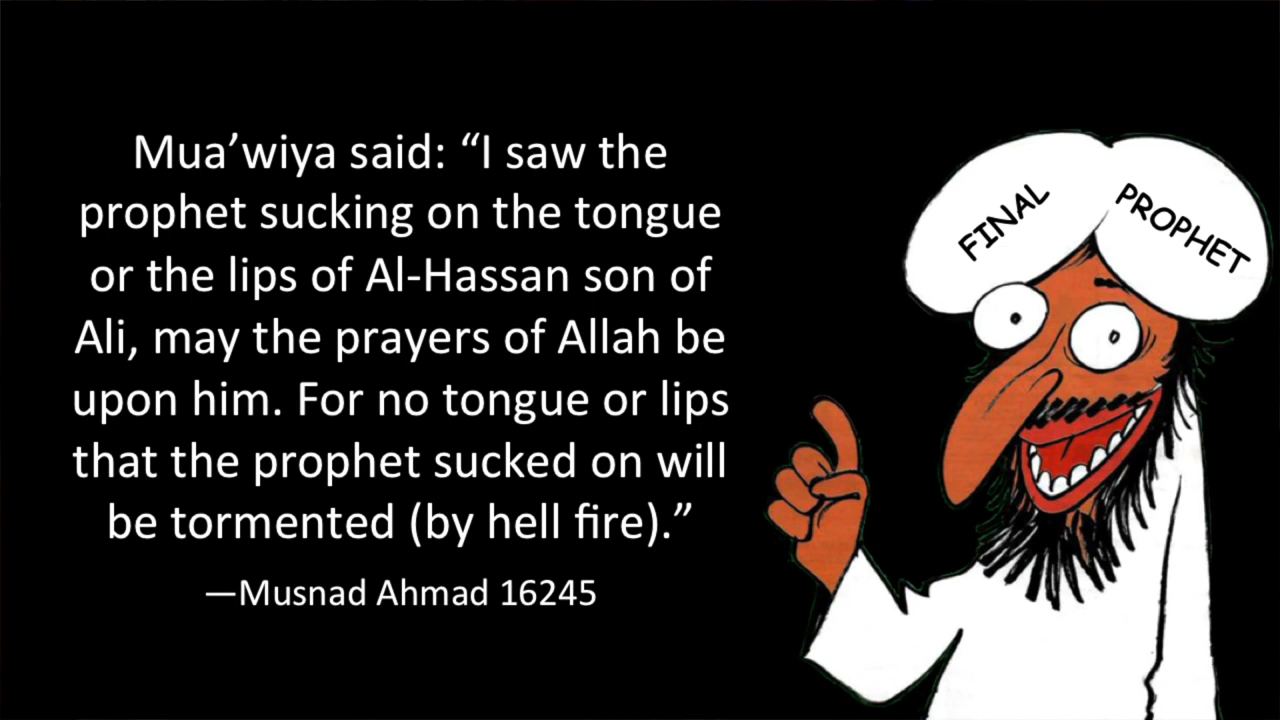 Mua’wiya said: “I saw the
prophet sucking on the tongue
or the lips of Al-Hassan son of
Ali, may the prayers of Allah be
upon him. For no tongue or lips
that the prophet sucked on will
be tormented (by hell fire).”
—Musnad Ahmad 16245
FINAL PROPHET